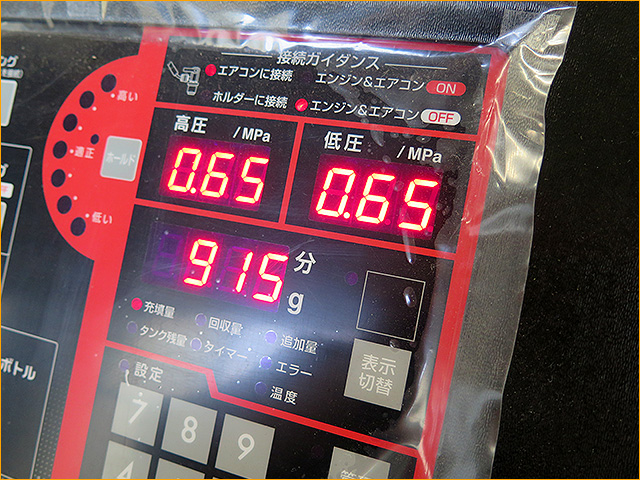 接続ガイダンス
エアコンに接続 エンジン&エアコン ON
ホルダーに接続 エンジン&エアコン OFF
高い
適正
低い
ホールド
高圧 /MPa
低圧 /MPa
0.65
0.65
915
分
g
充填量
回収量
追加量
タンク残量
タイマー
エラー
設定
温度
表示
切替
7
8
9
ボトル